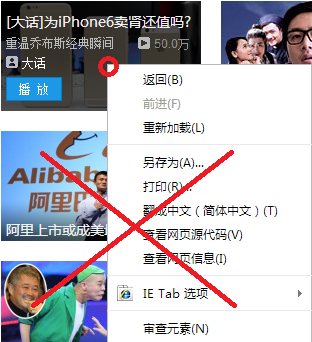 [大话]为iPhone6卖肾还值吗?
重温乔布斯经典瞬间 50.0万
大话
播 放
返回(B)
前进(F)
重新加载(L)
另存为(A)...
打印(R)...
翻成中文（简体中文）(T)
查看网页源代码(V)
查看网页信息(I)
IE Tab 选项
审查元素(N)
Alibaba
阿里巴
阿里上市或成美